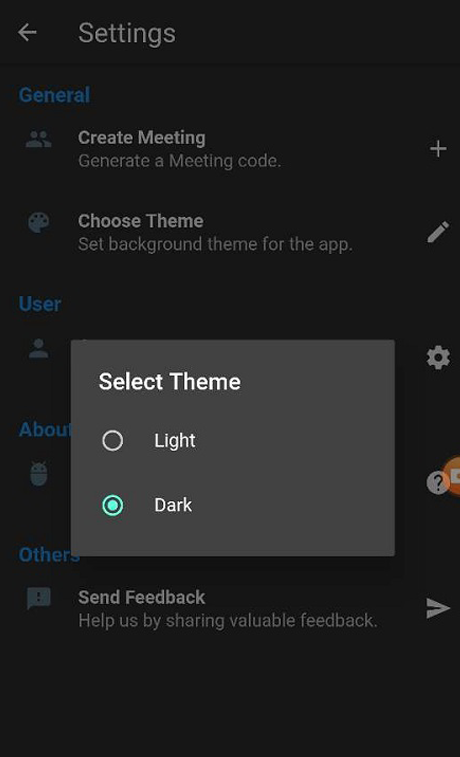 Settings
General
Create Meeting
Generate a Meeting code.
Choose Theme
Set background theme for the app.
User
Select Theme
Light
Dark
Others
Send Feedback
Help us by sharing valuable feedback.